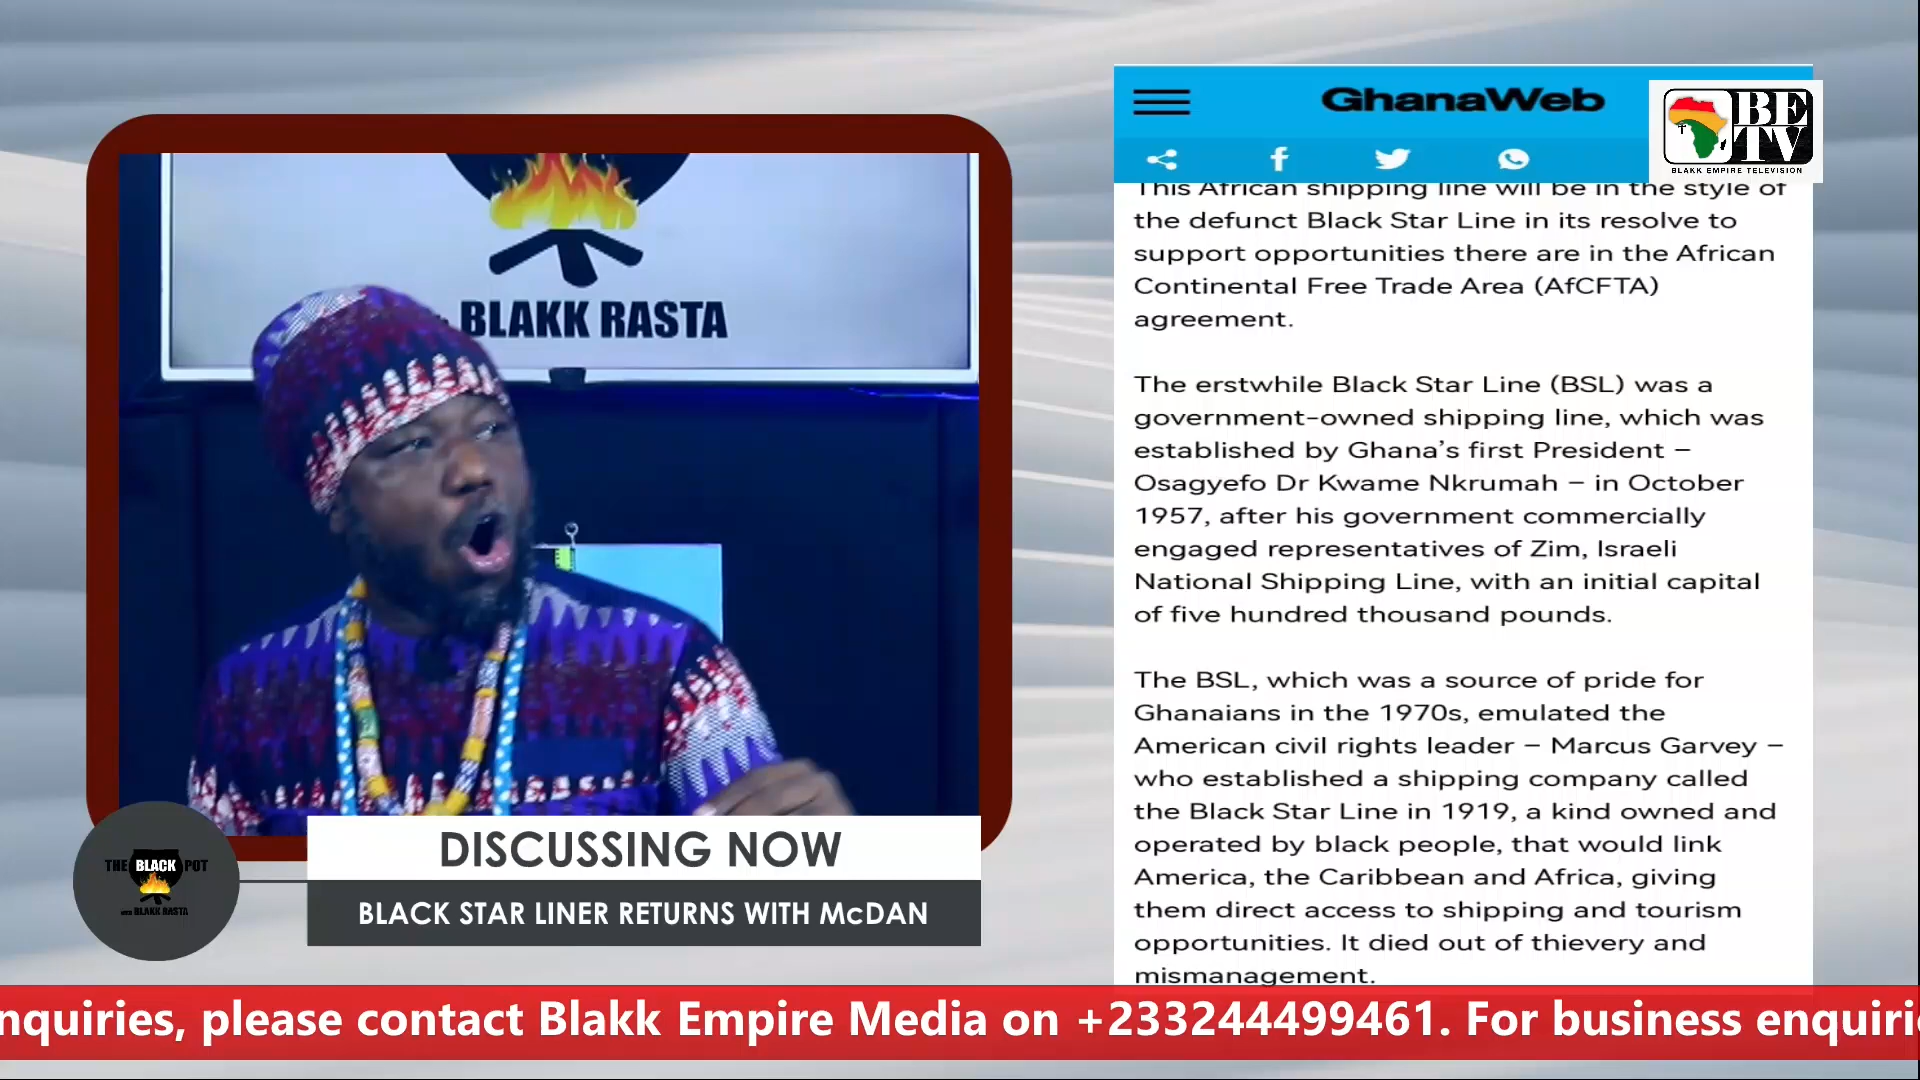 BLAKK RASTA
THE BLACK POT
WITH BLAKK RASTA
DISCUSSING NOW
BLACK STAR LINER RETURNS WITH McDAN
GhanaWeb
BE
TV
BLAKK EMPIRE TELEVISION
This African shipping line will be in the style of
the defunct Black Star Line in its resolve to
support opportunities there are in the African
Continental Free Trade Area (AfCFTA)
agreement.
The erstwhile Black Star Line (BSL) was a
government-owned shipping line, which was
established by Ghana’s first President –
Osagyefo Dr Kwame Nkrumah – in October
1957, after his government commercially
engaged representatives of Zim, Israeli
National Shipping Line, with an initial capital
of five hundred thousand pounds.
The BSL, which was a source of pride for
Ghanaians in the 1970s, emulated the
American civil rights leader – Marcus Garvey –
who established a shipping company called
the Black Star Line in 1919, a kind owned and
operated by black people, that would link
America, the Caribbean and Africa, giving
them direct access to shipping and tourism
opportunities. It died out of thievery and
mismanagement.
nquiries, please contact Blakk Empire Media on +233244499461. For business enquiri